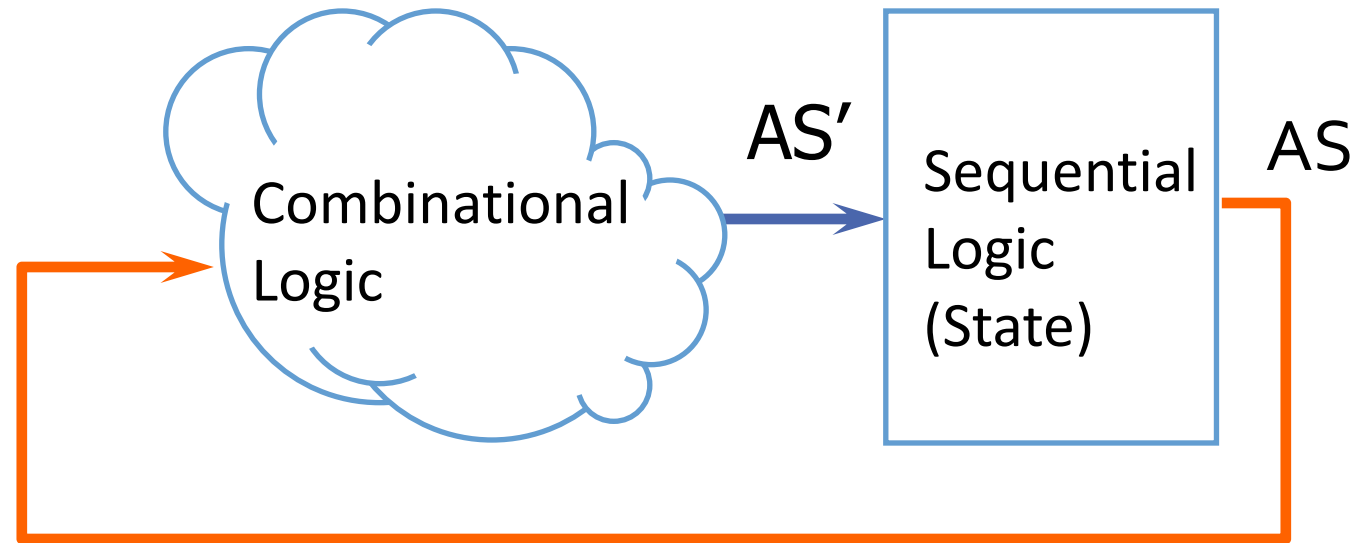 Combinational
Logic
AS′
Sequential
Logic
(State)
AS